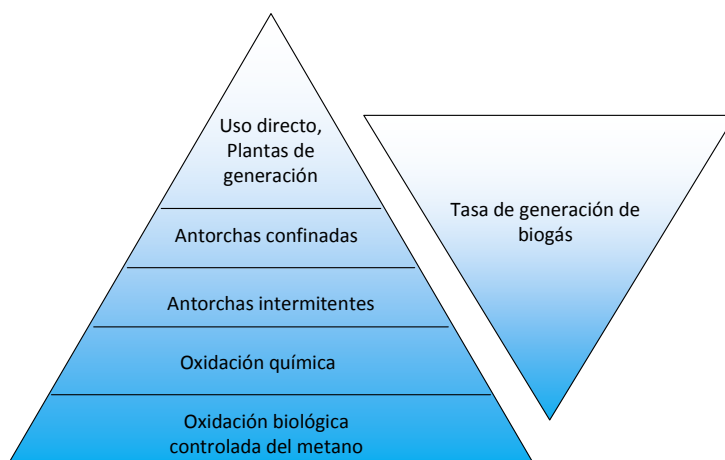 Uso directo,
Plantas de
generación
Antorchas confinadas
Antorchas intermitentes
Oxidación química
Oxidación biológica
controlada del metano
Tasa de generación de
biogás